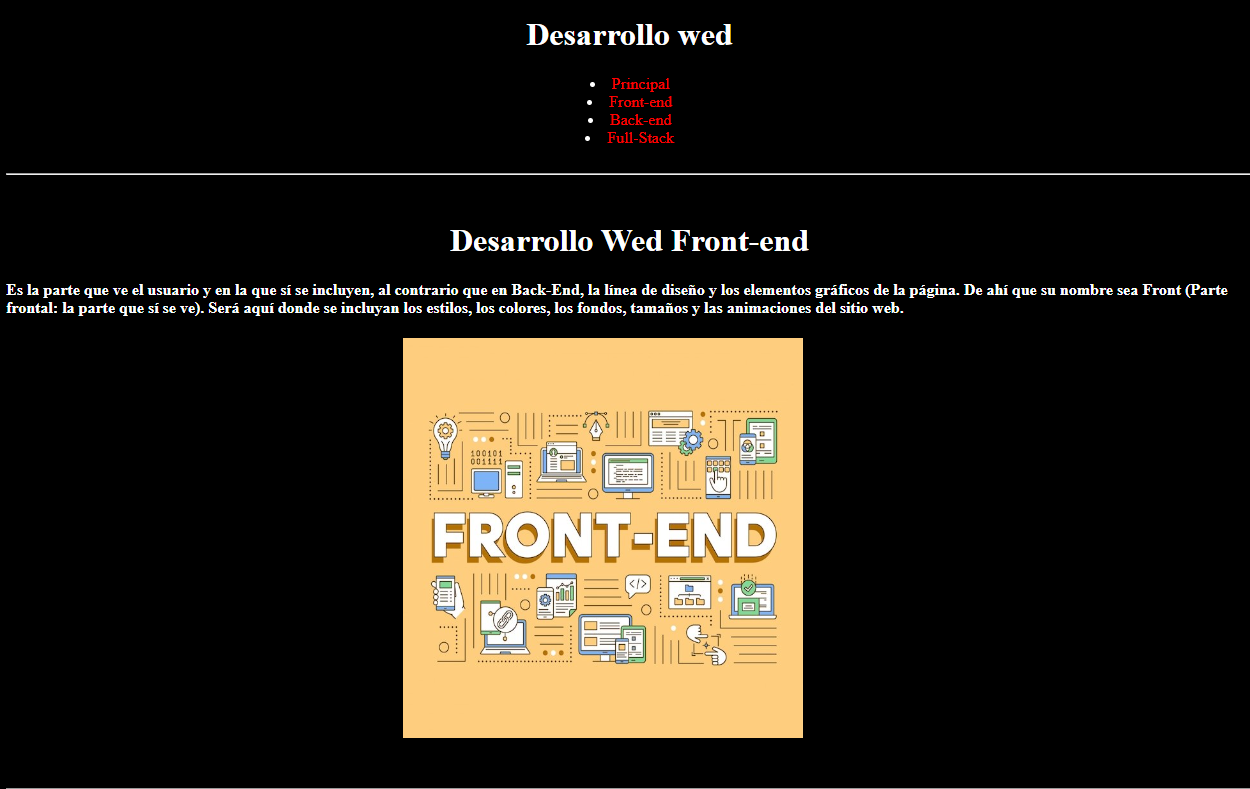 Desarrollo wed
Principal
Front-end
Back-end
Full-Stack
Desarrollo Wed Front-end
Es la parte que ve el usuario y en la que sí se incluyen, al contrario que en Back-End, la línea de diseño y los elementos gráficos de la página. De ahí que su nombre sea Front (Parte
frontal: la parte que sí se ve). Será aquí donde se incluyan los estilos, los colores, los fondos, tamaños y las animaciones del sitio web.
100101
001111
FRONT-END